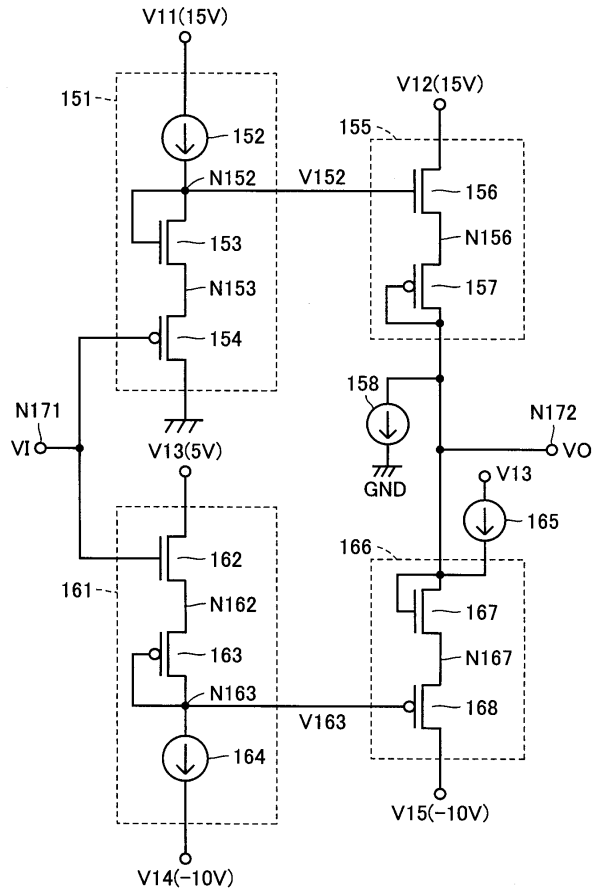 V11(15V)
151
152
N152
V152
153
N153
154
V12(15V)
155
156
N156
157
158
GND
N171
VI
N172
VO
V13(5V)
V13
165
161
162
N162
163
N163
V163
164
166
167
N167
168
V14(-10V)
V15(-10V)